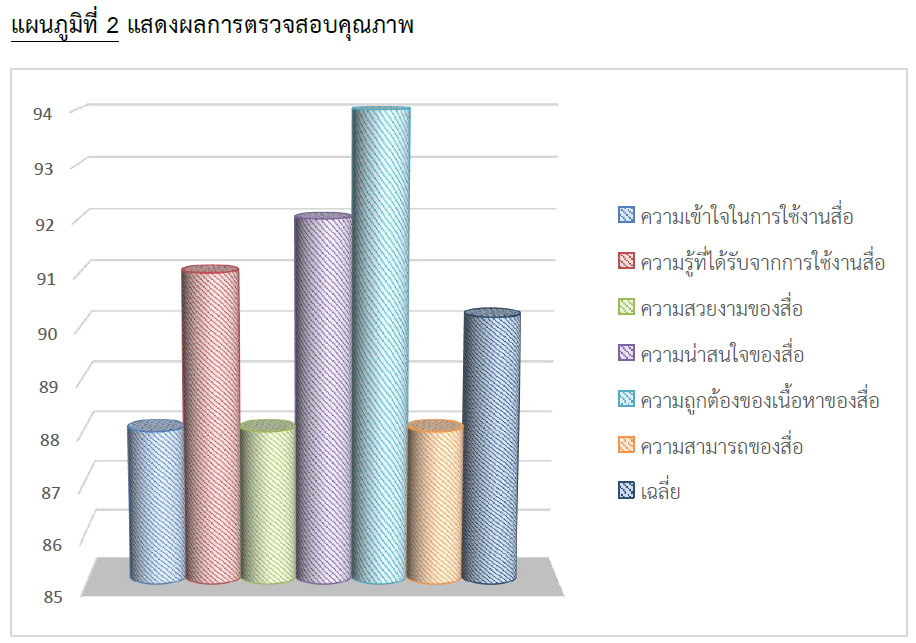 แผนภูมิที่ 2 แสดงผลการตรวจสอบคุณภาพ
94
93
92
91
90
89
88
87
86
85
ความเข้าใจในการใช้งานสื่อ
ความรู้ที่ได้รับจากการใช้งานสื่อ
ความสวยงามของสื่อ
ความน่าสนใจของสื่อ
ความถูกต้องของเนื้อหาของสื่อ
ความสามารถของสื่อ
เฉลี่ย